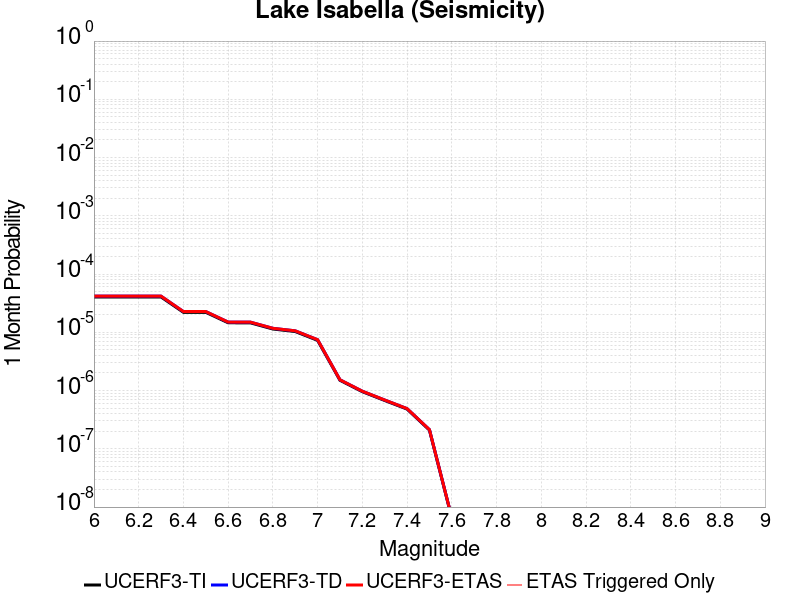 Lake Isabella (Seismicity)
10^0
10^-1
10^-2
10^-3
10^-4
10^-5
10^-6
10^-7
10^-8
1 Month Probability
6 6.2 6.4 6.6 6.8 7 7.2 7.4 7.6 7.8 8 8.2 8.4 8.6 8.8 9
Magnitude
UCERF3-TI UCERF3-TD UCERF3-ETAS ETAS Triggered Only